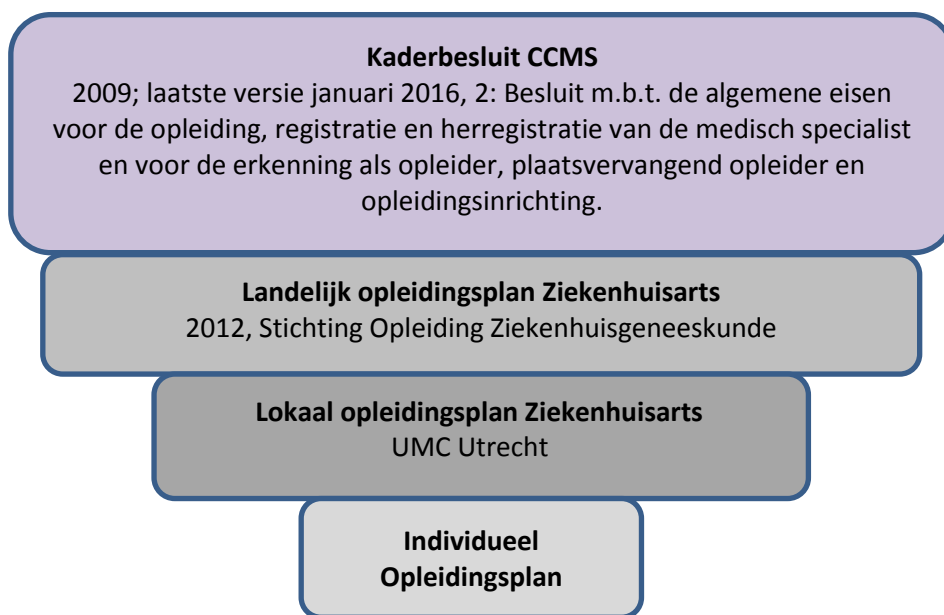 Kaderbesluit CCMS
2009; laatste versie januari 2016, 2: Besluit m.b.t. de algemene eisen
voor de opleiding, registratie en herregistratie van de medisch specialist
en voor de erkenning als opleider, plaatsvervangend opleider en
opleidingsinrichting.
Landelijk opleidingsplan Ziekenhuisarts
2012, Stichting Opleiding Ziekenhuisgeneeskunde
Lokaal opleidingsplan Ziekenhuisarts
UMC Utrecht
Individueel
Opleidingsplan